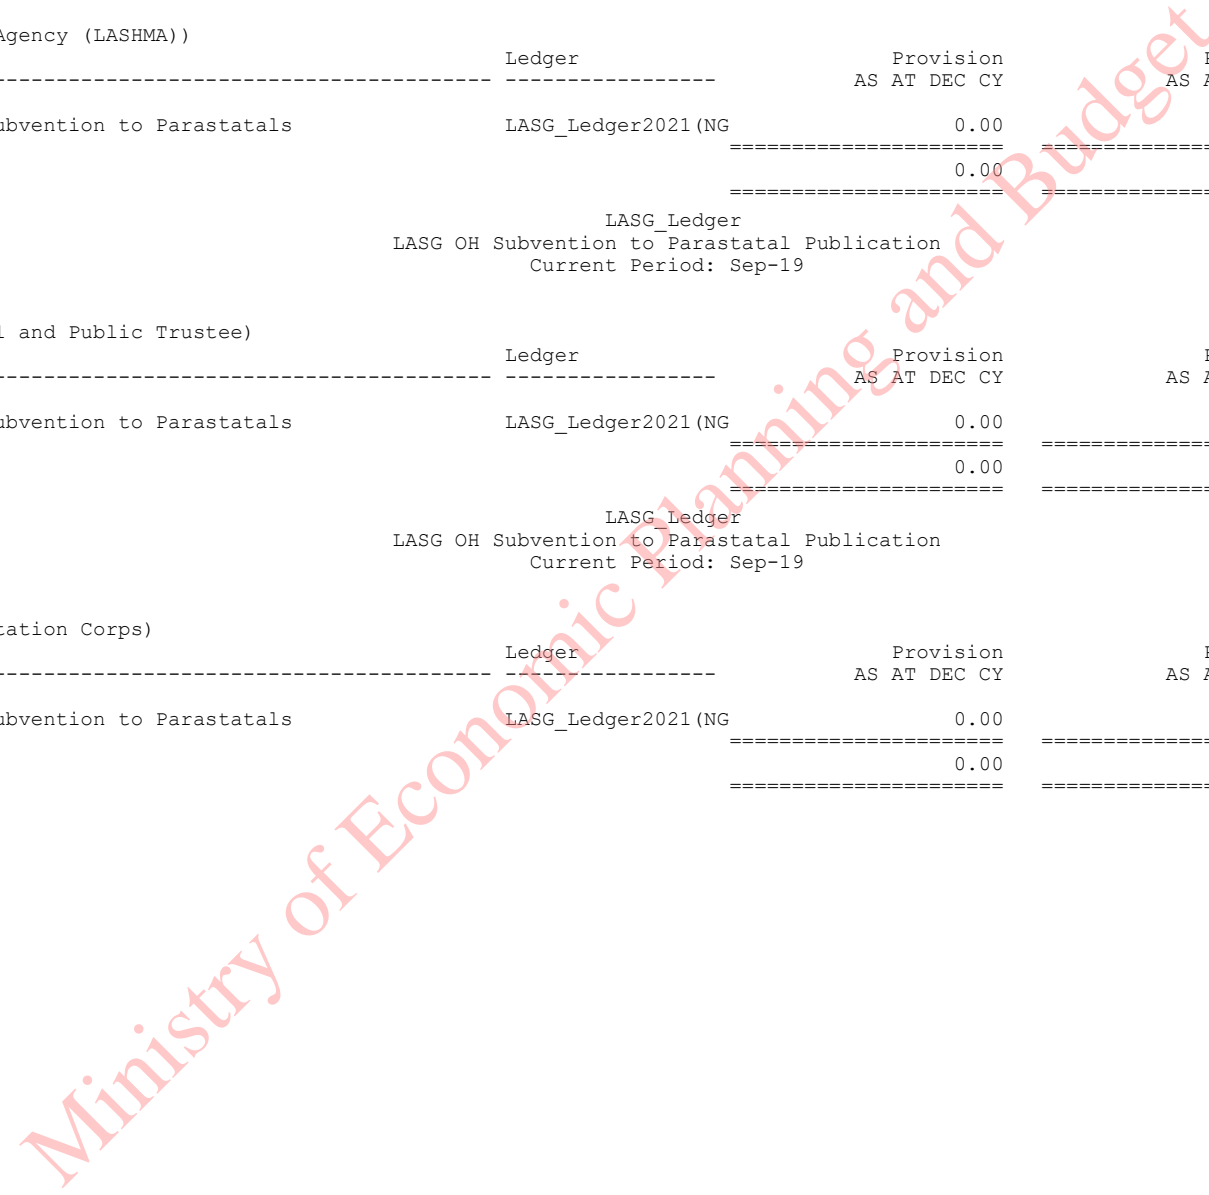 Agency (LASHMA))
Ledger Provision
---------------------------------------- ----------------- AS AT DEC CY AS A
ubvention to Parastatals LASG_Ledger2021(NG 0.00
====================== ==============
0.00
====================== ==============
LASG_Ledger
LASG OH Subvention to Parastatal Publication
Current Period: Sep-19
l and Public Trustee)
Ledger Provision
---------------------------------------- ----------------- AS AT DEC CY AS A
ubvention to Parastatals LASG_Ledger2021(NG 0.00
====================== ==============
0.00
====================== ==============
LASG_Ledger
LASG OH Subvention to Parastatal Publication
Current Period: Sep-19
tation Corps)
Ledger Provision
---------------------------------------- ----------------- AS AT DEC CY AS A
ubvention to Parastatals LASG_Ledger2021(NG 0.00
====================== ==============
0.00
====================== ==============
Ministry of Economic Planning and Budget